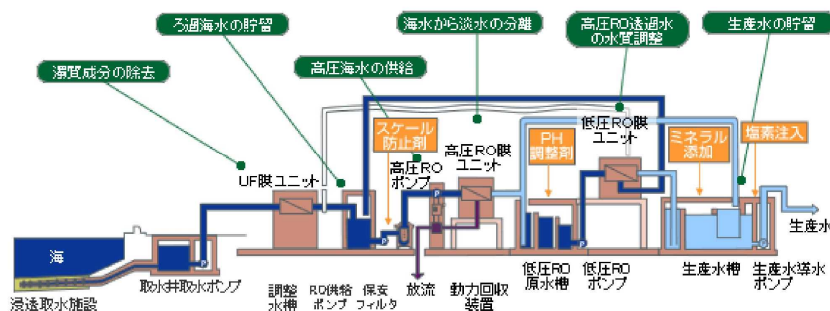 濁質成分の除去
ろ過海水の貯留
高圧海水の供給
海水から淡水の分離
高圧RO透過水
の水質調整
生産水の貯留
スケール
防止剤
PH
調整剤
ミネラル
添加
塩素注入
UF膜ユニット
高圧RO
ポンプ
高圧RO膜
ユニット
低圧RO膜
ユニット
生産水
海
浸透取水施設
取水井取水ポンプ
調整
水槽
RO供給
ポンプ
保安
フィルタ
放流
動力回収
装置
低圧RO
原水槽
低圧RO
ポンプ
生産水槽
生産水導水
ポンプ
P
P
P
P
P
P
P